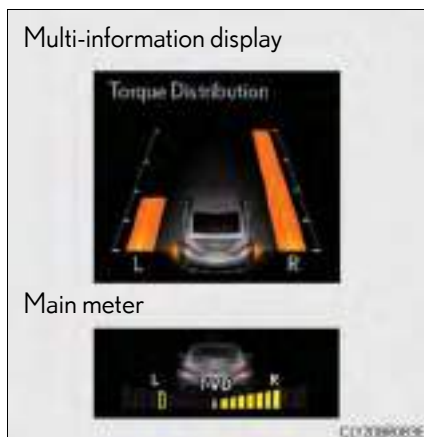 Multi-information display
Torque Distribution
L R
Main meter
L TVD R